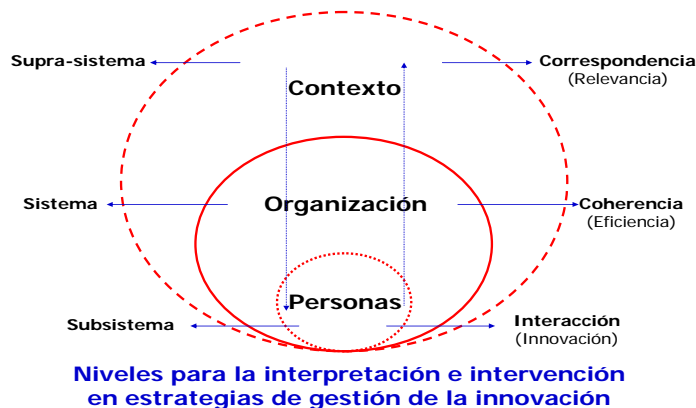 Supra-sistema
Contexto
Correspondencia
(Relevancia)
Sistema
Organización
Coherencia
(Eficiencia)
Personas
Subsistema
Interacción
(Innovación)
Niveles para la interpretación e intervención
en estrategias de gestión de la innovación